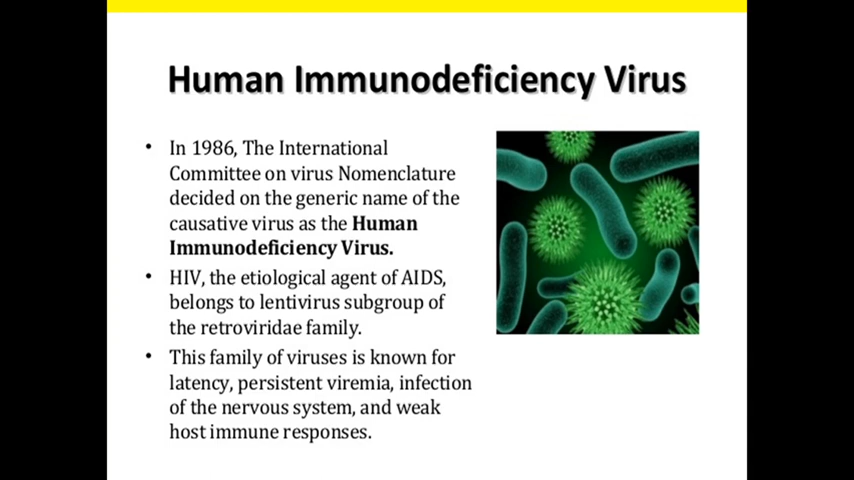 Human Immunodeficiency Virus
• In 1986, The International
Committee on virus Nomenclature
decided on the generic name of the
causative virus as the Human
Immunodeficiency Virus.
• HIV, the etiological agent of AIDS,
belongs to lentivirus subgroup of
the retroviridae family.
• This family of viruses is known for
latency, persistent viremia, infection
of the nervous system, and weak
host immune responses.